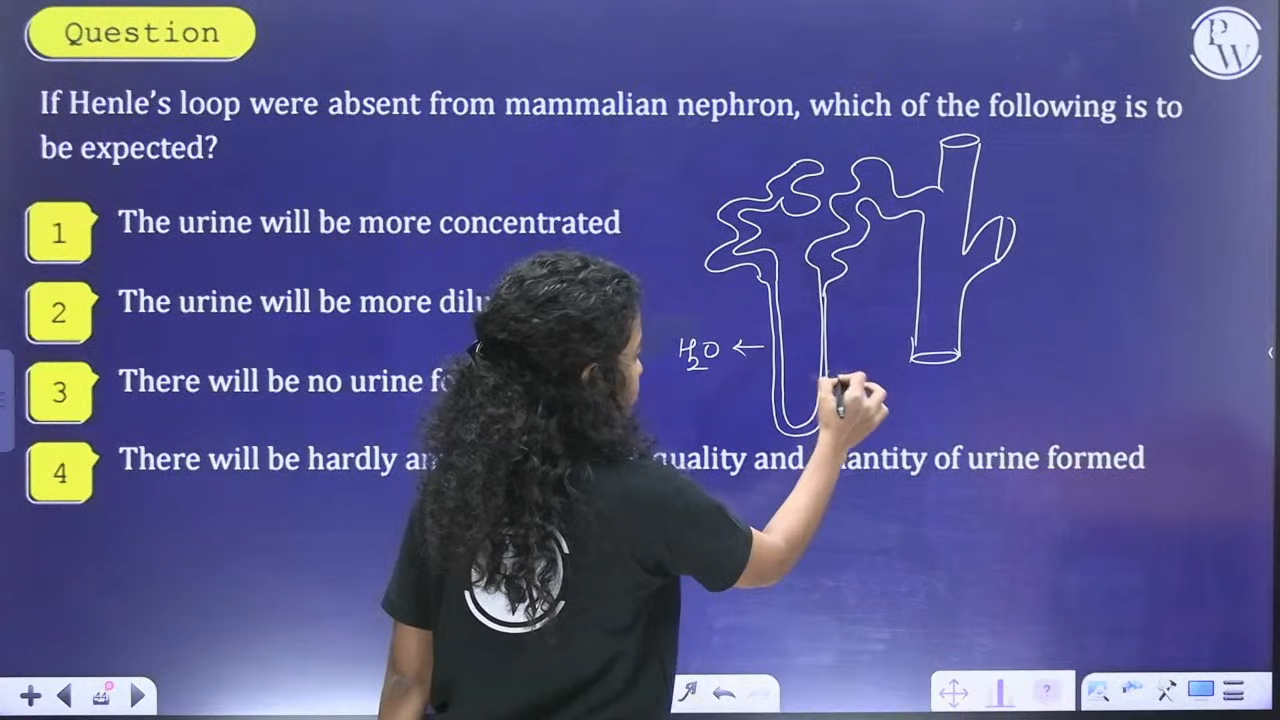 Question
PW
If Henle's loop were absent from mammalian nephron, which of the following is to
be expected?
1 The urine will be more concentrated
2 The urine will be more
3 There will be no urine
4 There will be hardly quality and of urine formed
H₂O ←
44
?